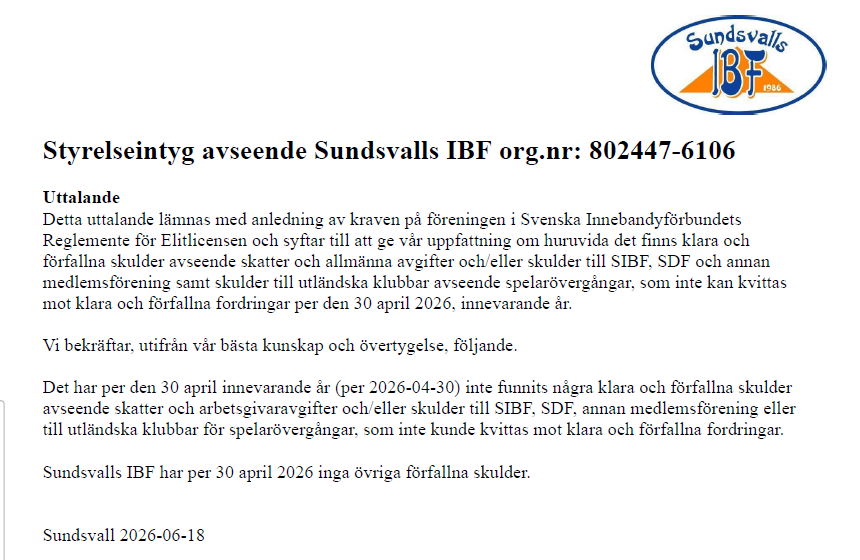 Sundsvalls
IBF
1986
Styrelseintyg avseende Sundsvalls IBF org.nr: 802447-6106
Uttalande
Detta uttalande lämnas med anledning av kraven på föreningen i Svenska Innebandyförbundets
Reglemente för Elitlicensen och syftar till att ge vår uppfattning om huruvida det finns klara och
förfallna skulder avseende skatter och allmänna avgifter och/eller skulder till SIBF, SDF och annan
medlemsförening samt skulder till utländska klubbar avseende spelarövergångar, som inte kan kvittas
mot klara och förfallna fordringar per den 30 april 2026, innevarande år.
Vi bekräftar, utifrån vår bästa kunskap och övertygelse, följande.
Det har per den 30 april innevarande år (per 2026-04-30) inte funnits några klara och förfallna skulder
avseende skatter och arbetsgivaravgifter och/eller skulder till SIBF, SDF, annan medlemsförening eller
till utländska klubbar för spelarövergångar, som inte kunde kvittas mot klara och förfallna fordringar.
Sundsvalls IBF har per 30 april 2026 inga övriga förfallna skulder.
Sundsvall 2026-06-18